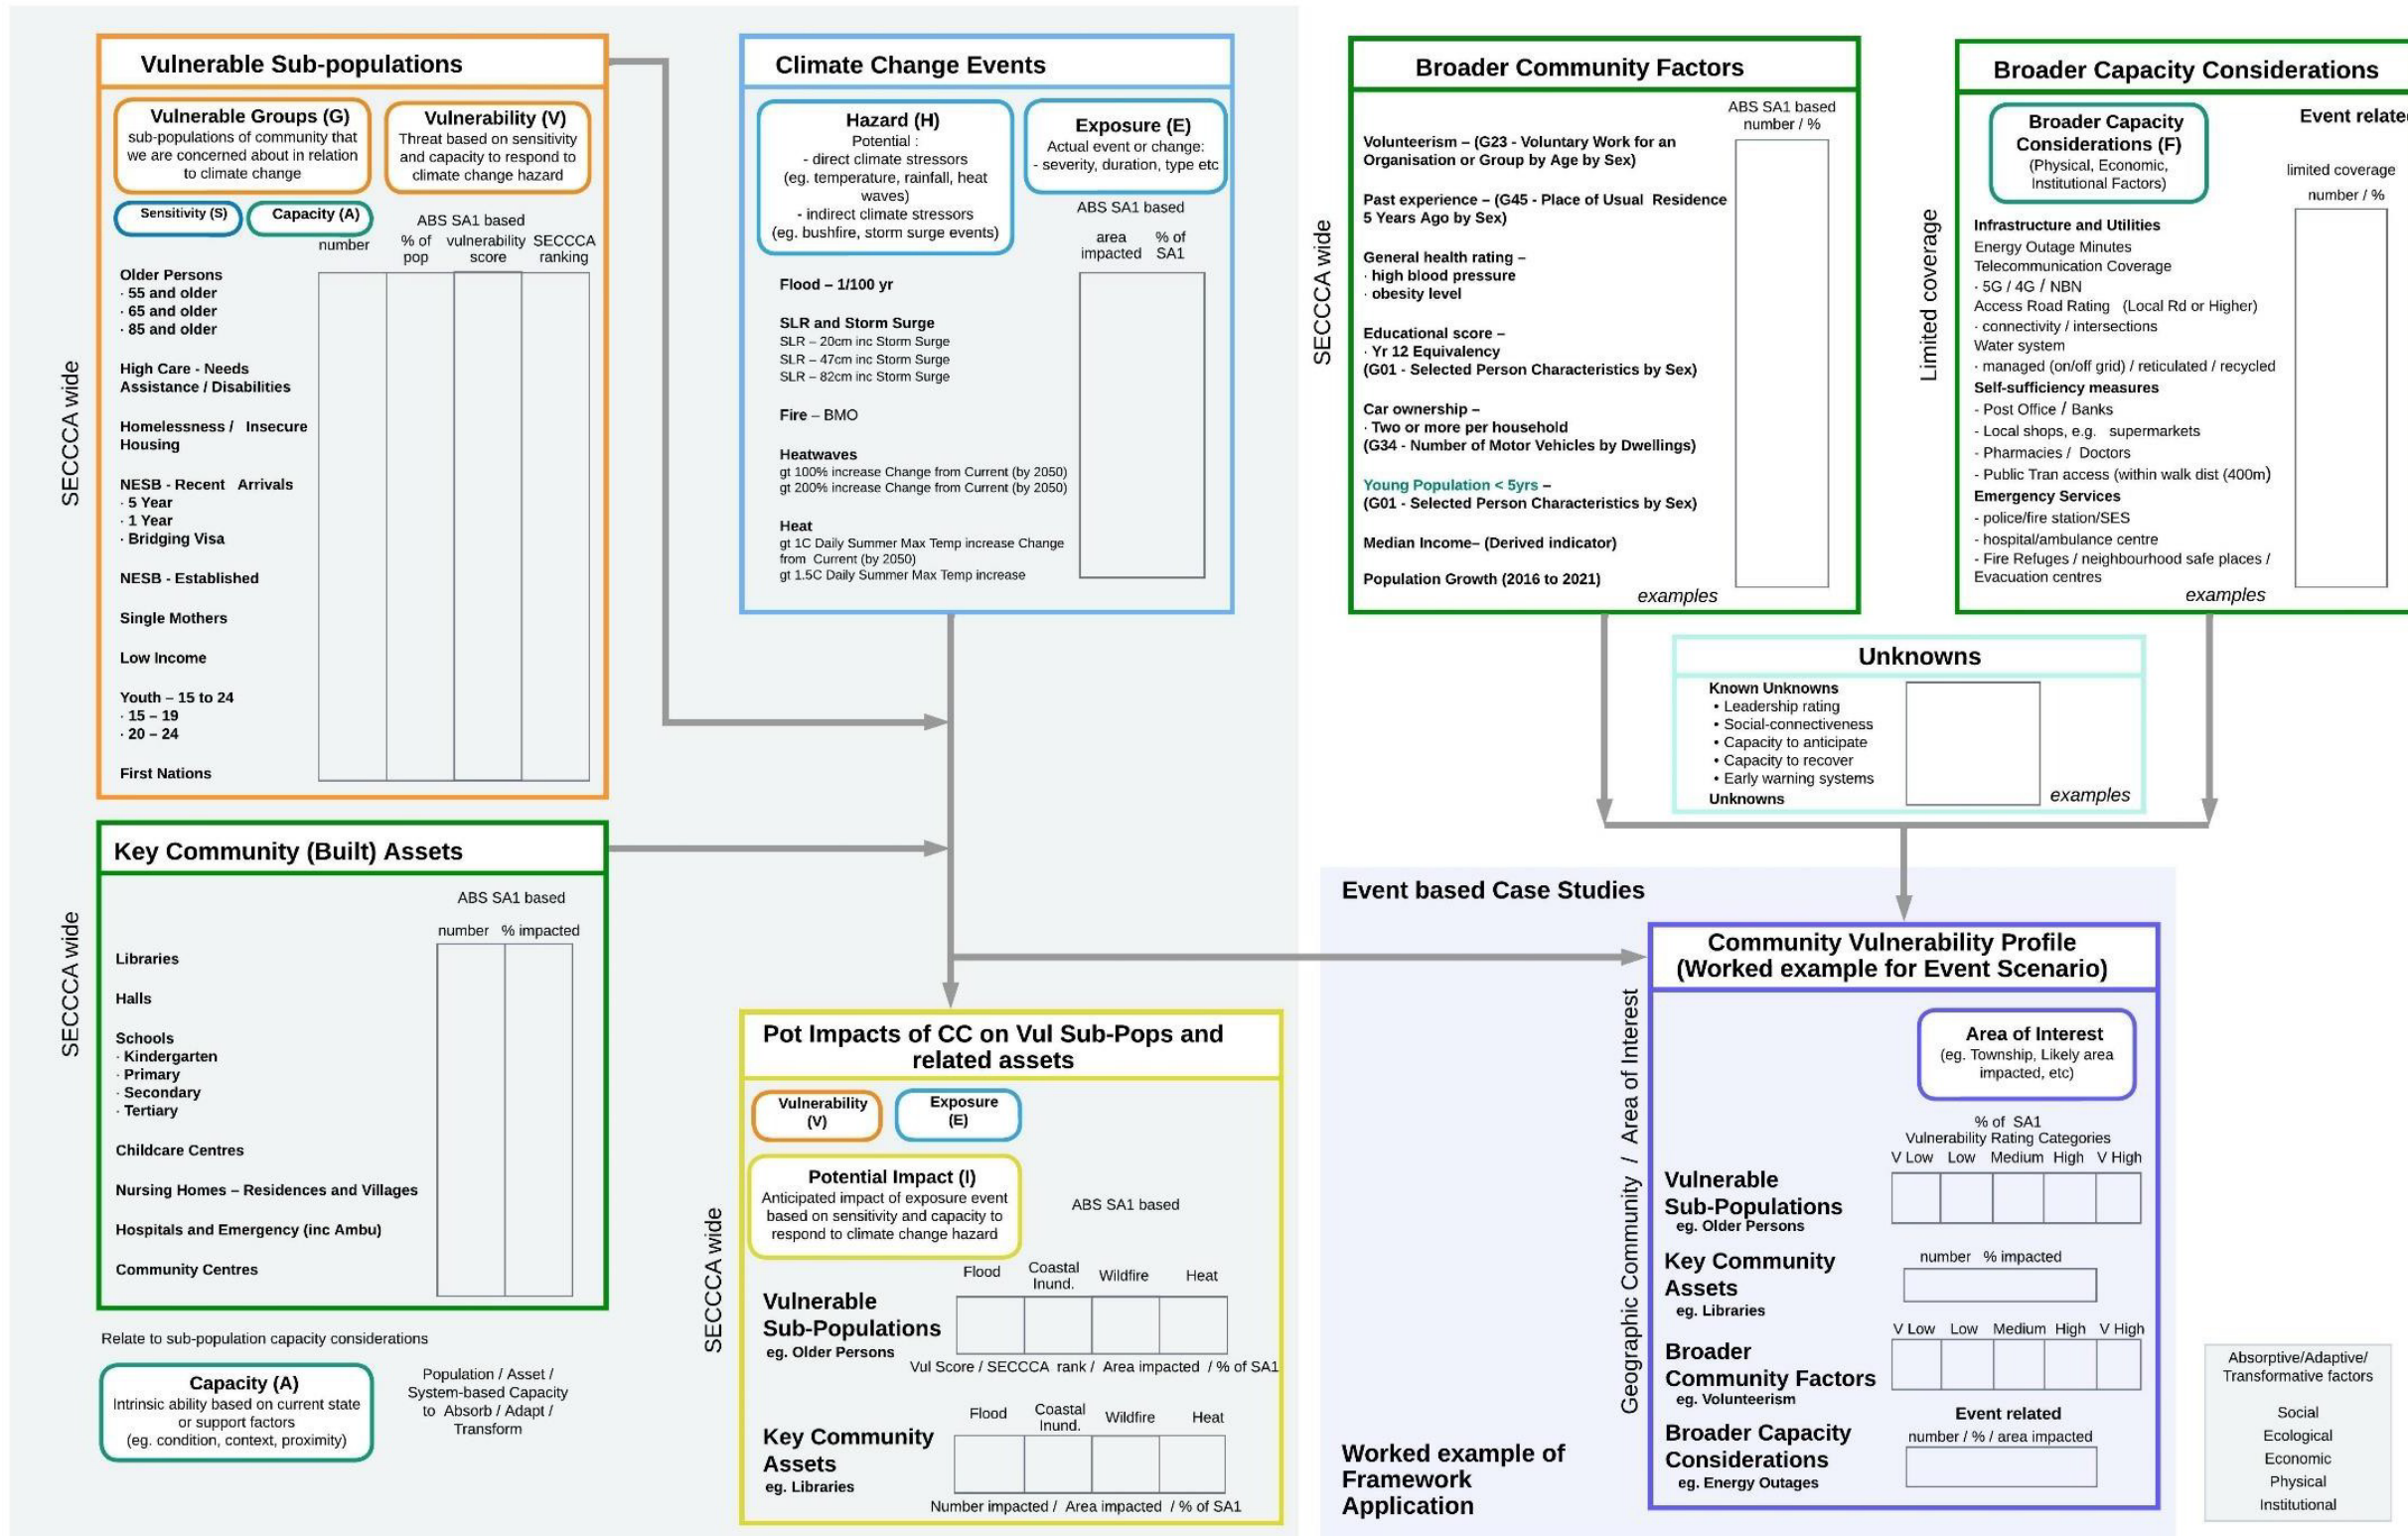 Vulnerable Sub-populations
Vulnerable Groups (G)
sub-populations of community that
we are concerned about in relation
to climate change
Vulnerability (V)
Threat based on sensitivity
and capacity to respond to
climate change hazard
Sensitivity (S)
Capacity (A)
ABS SA1 based
number
% of
pop
vulnerability
score
SECCCA
ranking
SECCCA wide
Older Persons
· 55 and older
· 65 and older
· 85 and older
High Care - Needs
Assistance / Disabilities
Homelessness / Insecure
Housing
NESB - Recent Arrivals
· 5 Year
· 1 Year
· Bridging Visa
NESB - Established
Single Mothers
Low Income
Youth – 15 to 24
· 15 – 19
· 20 – 24
First Nations
Climate Change Events
Hazard (H)
Potential :
- direct climate stressors
(eg. temperature, rainfall, heat
waves)
- indirect climate stressors
(eg. bushfire, storm surge events)
Exposure (E)
Actual event or change:
- severity, duration, type etc
ABS SA1 based
area
impacted
% of
SA1
Flood – 1/100 yr
SLR and Storm Surge
SLR – 20cm inc Storm Surge
SLR – 47cm inc Storm Surge
SLR – 82cm inc Storm Surge
Fire – BMO
Heatwaves
gt 100% increase Change from Current (by 2050)
gt 200% increase Change from Current (by 2050)
Heat
gt 1C Daily Summer Max Temp increase Change
from Current (by 2050)
gt 1.5C Daily Summer Max Temp increase
Broader Community Factors
ABS SA1 based
number / %
SECCCA wide
Volunteerism – (G23 - Voluntary Work for an
Organisation or Group by Age by Sex)
Past experience – (G45 - Place of Usual Residence
5 Years Ago by Sex)
General health rating –
· high blood pressure
· obesity level
Educational score –
· Yr 12 Equivalency
(G01 - Selected Person Characteristics by Sex)
Car ownership –
· Two or more per household
(G34 - Number of Motor Vehicles by Dwellings)
Young Population < 5yrs –
(G01 - Selected Person Characteristics by Sex)
Median Income– (Derived indicator)
Population Growth (2016 to 2021)
examples
Broader Capacity Considerations
Broader Capacity
Considerations (F)
(Physical, Economic,
Institutional Factors)
Event relate
limited coverage
number / %
Limited coverage
Infrastructure and Utilities
Energy Outage Minutes
Telecommunication Coverage
· 5G / 4G / NBN
Access Road Rating (Local Rd or Higher)
· connectivity / intersections
Water system
· managed (on/off grid) / reticulated / recycled
Self-sufficiency measures
- Post Office / Banks
- Local shops, e.g. supermarkets
- Pharmacies / Doctors
- Public Tran access (within walk dist (400m)
Emergency Services
- police/fire station/SES
- hospital/ambulance centre
- Fire Refuges / neighbourhood safe places /
Evacuation centres
examples
Unknowns
Known Unknowns
• Leadership rating
• Social-connectiveness
• Capacity to anticipate
• Capacity to recover
• Early warning systems
Unknowns
examples
Key Community (Built) Assets
ABS SA1 based
number % impacted
SECCCA wide
Libraries
Halls
Schools
· Kindergarten
· Primary
· Secondary
· Tertiary
Childcare Centres
Nursing Homes – Residences and Villages
Hospitals and Emergency (inc Ambu)
Community Centres
Relate to sub-population capacity considerations
Capacity (A)
Intrinsic ability based on current state
or support factors
(eg. condition, context, proximity)
Population / Asset /
System-based Capacity
to Absorb / Adapt /
Transform
Pot Impacts of CC on Vul Sub-Pops and
related assets
Vulnerability
(V)
Exposure
(E)
Potential Impact (I)
Anticipated impact of exposure event
based on sensitivity and capacity to
respond to climate change hazard
ABS SA1 based
SECCCA wide
Flood
Coastal
Inund.
Wildfire
Heat
Vulnerable
Sub-Populations
eg. Older Persons
Vul Score / SECCCA rank / Area impacted / % of SA1
Flood
Coastal
Inund.
Wildfire
Heat
Key Community
Assets
eg. Libraries
Number impacted / Area impacted / % of SA1
Event based Case Studies
Worked example of
Framework
Application
Community Vulnerability Profile
(Worked example for Event Scenario)
Geographic Community / Area of Interest
Area of Interest
(eg. Township, Likely area
impacted, etc)
% of SA1
Vulnerability Rating Categories
V Low Low Medium High V High
Vulnerable
Sub-Populations
eg. Older Persons
number % impacted
Key Community
Assets
eg. Libraries
V Low Low Medium High V High
Broader
Community Factors
eg. Volunteerism
Event related
number / % / area impacted
Broader Capacity
Considerations
eg. Energy Outages
Absorptive/Adaptive/
Transformative factors
Social
Ecological
Economic
Physical
Institutional